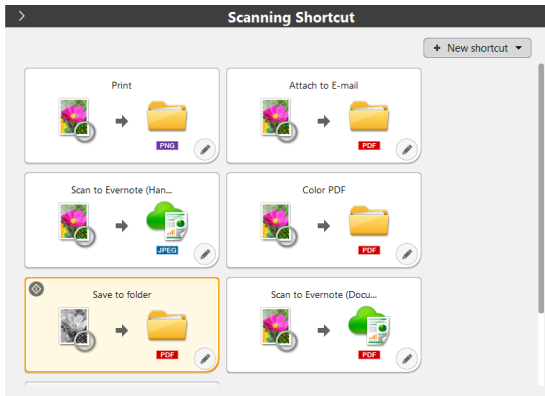 Scanning Shortcut
+ New shortcut
Print
PNG
Attach to E-mail
PDF
Scan to Evernote (Han...
JPEG
Color PDF
PDF
Save to folder
PDF
Scan to Evernote (Docu...
PDF